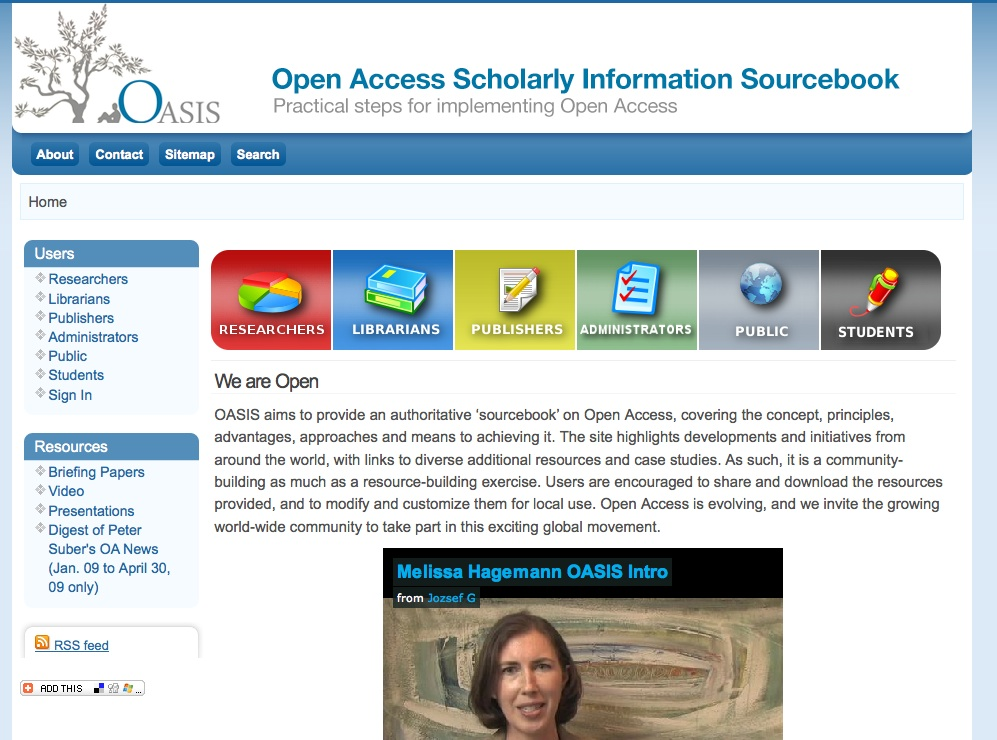 OASIS
Open Access Scholarly Information Sourcebook
Practical steps for implementing Open Access
About Contact Sitemap Search
Home
Users
Researchers
Librarians
Publishers
Administrators
Public
Students
Sign In
Resources
Briefing Papers
Video
Presentations
Digest of Peter
Suber's OA News
(Jan. 09 to April 30,
09 only)
RSS feed
ADD THIS ...
RESEARCHERS LIBRARIANS PUBLISHERS ADMINISTRATORS PUBLIC STUDENTS
We are Open
OASIS aims to provide an authoritative ‘sourcebook’ on Open Access, covering the concept, principles,
advantages, approaches and means to achieving it. The site highlights developments and initiatives from
around the world, with links to diverse additional resources and case studies. As such, it is a community-
building as much as a resource-building exercise. Users are encouraged to share and download the resources
provided, and to modify and customize them for local use. Open Access is evolving, and we invite the growing
world-wide community to take part in this exciting global movement.
Melissa Hagemann OASIS Intro
from Jozsef G